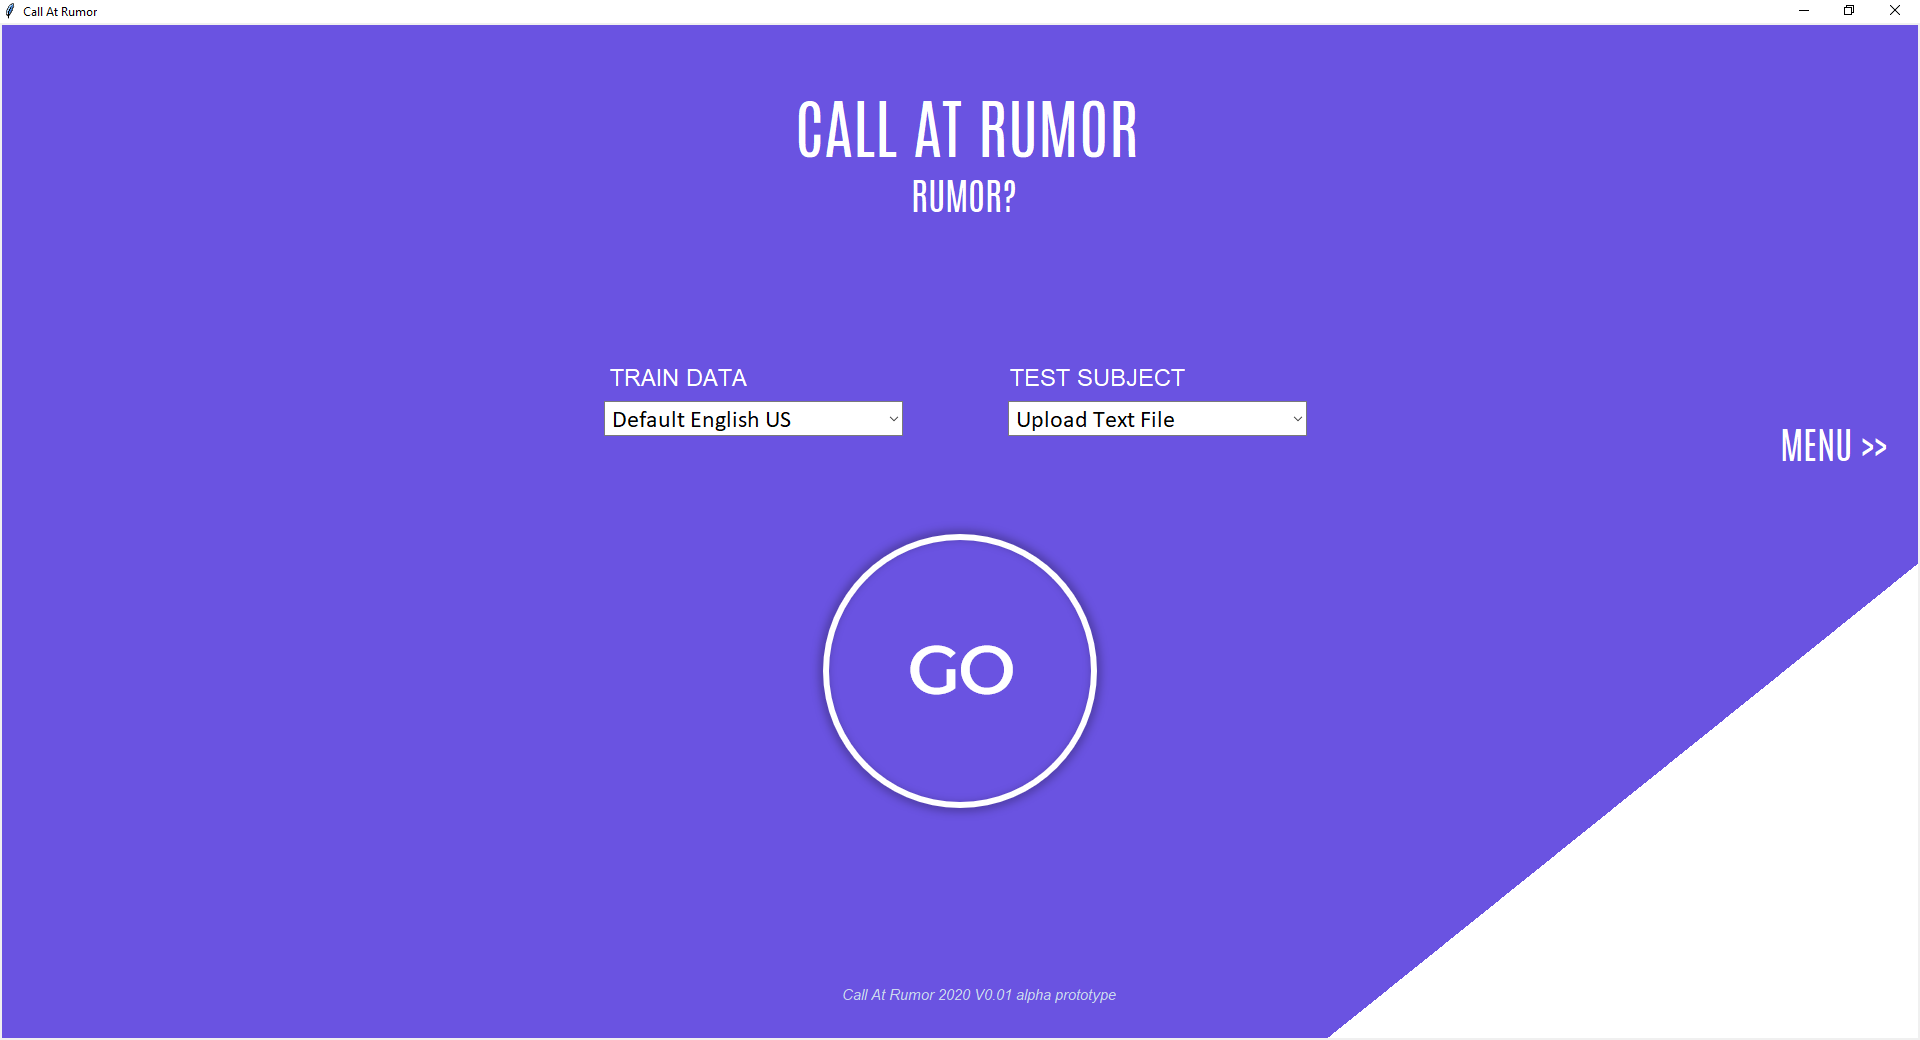 Call At Rumor
CALL AT RUMOR
RUMOR?
TRAIN DATA
TEST SUBJECT
Default English US
Upload Text File
MENU >>
GO
Call At Rumor 2020 V0.01 alpha prototype